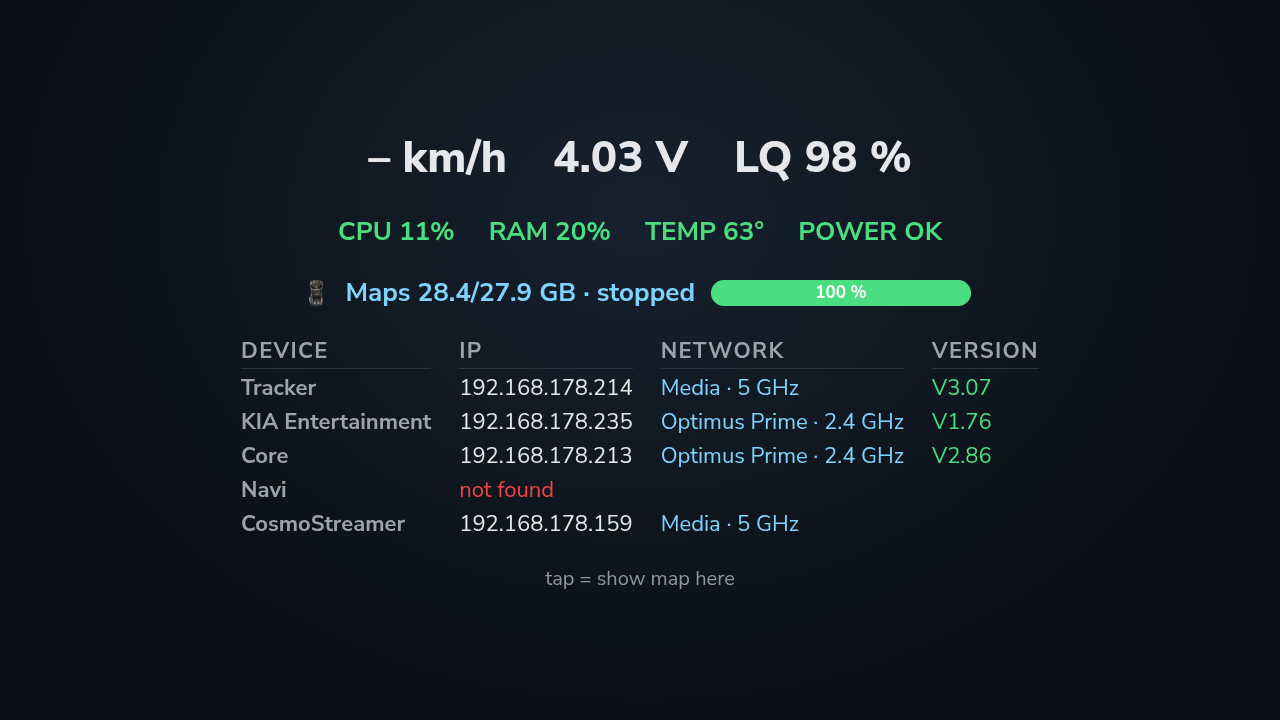 – km/h 4.03 V LQ 98 %
CPU 11% RAM 20% TEMP 63° POWER OK
Maps 28.4/27.9 GB · stopped 100 %
DEVICE IP NETWORK VERSION
Tracker 192.168.178.214 Media · 5 GHz V3.07
KIA Entertainment 192.168.178.235 Optimus Prime · 2.4 GHz V1.76
Core 192.168.178.213 Optimus Prime · 2.4 GHz V2.86
Navi not found
CosmoStreamer 192.168.178.159 Media · 5 GHz
tap = show map here